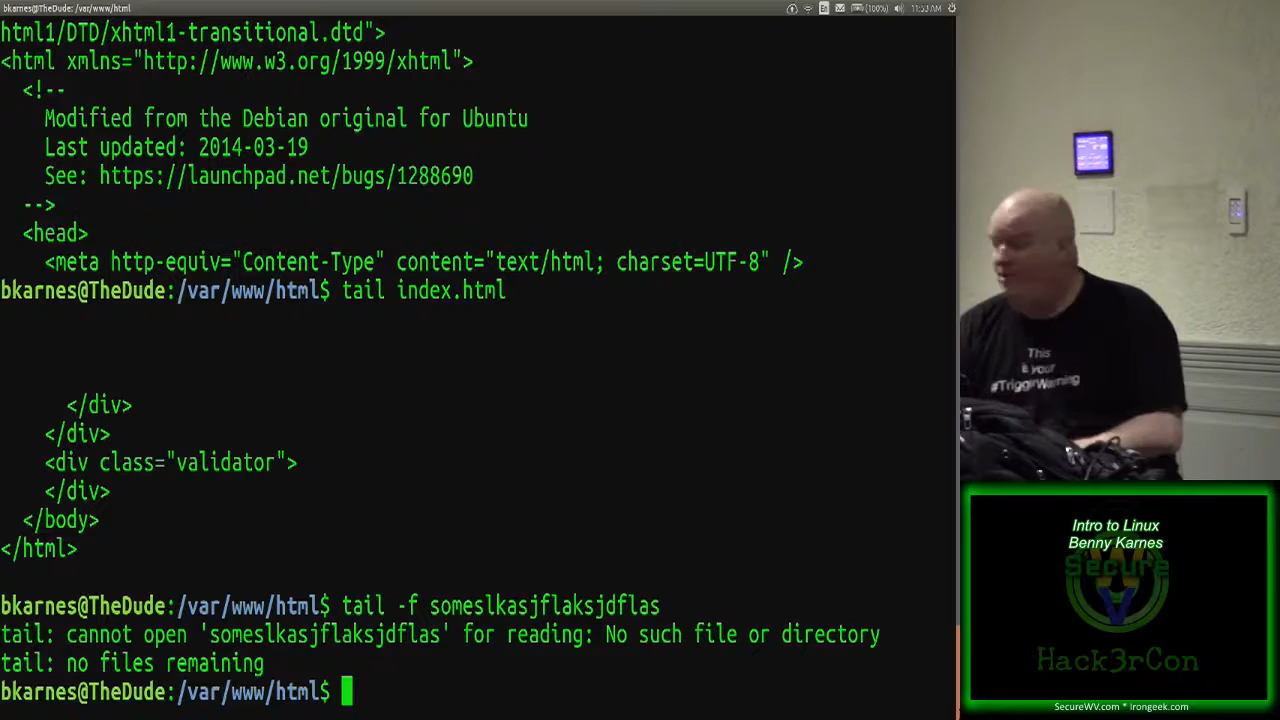 bkarnes@TheDude: /var/www/html
(100%)
11:53 AM
html1/DTD/xhtml1-transitional.dtd">
<html xmlns="http://www.w3.org/1999/xhtml">
<!--
Modified from the Debian original for Ubuntu
Last updated: 2014-03-19
See: https://launchpad.net/bugs/1288690
-->
<head>
<meta http-equiv="Content-Type" content="text/html; charset=UTF-8" />
bkarnes@TheDude:/var/www/html$ tail index.html
</div>
</div>
<div class="validator">
</div>
</body>
</html>
bkarnes@TheDude:/var/www/html$ tail -f someslkasjflaksjdflas
tail: cannot open 'someslkasjflaksjdflas' for reading: No such file or directory
tail: no files remaining
bkarnes@TheDude:/var/www/html$
This
is your
#TriggerWarning
Intro to Linux
Benny Karnes
Secure
WV
Hack3rCon
SecureWV.com * Irongeek.com